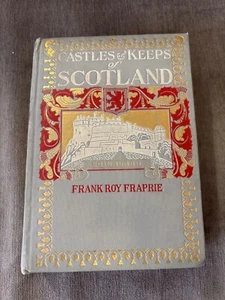 CASTLES & KEEPS
OF
SCOTLAND
FRANK ROY FRAPRIE